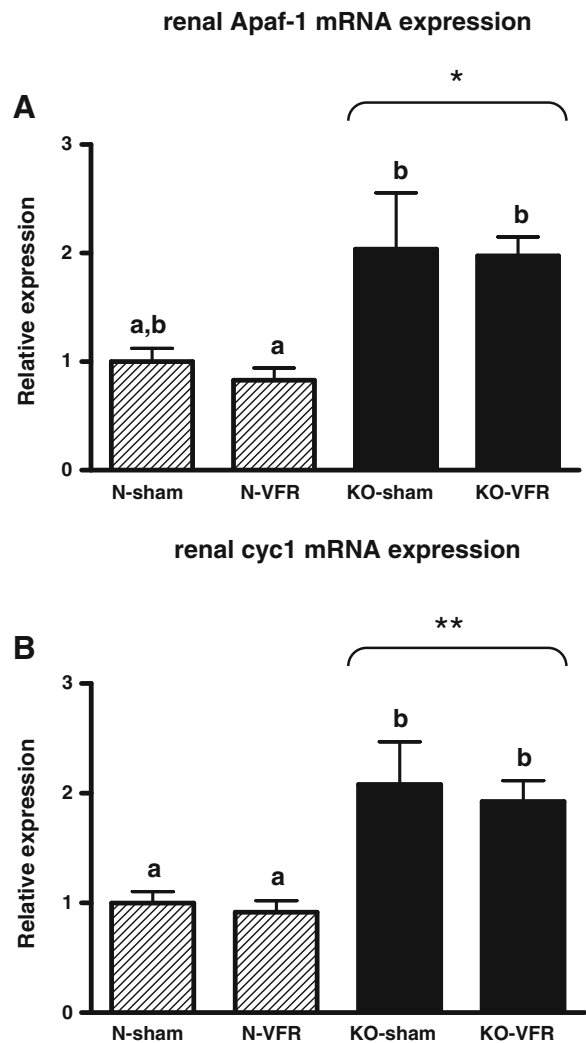 renal Apaf-1 mRNA expression
*
A
3
2
1
0
Relative expression
a,b
a
b
b
N-sham
N-VFR
KO-sham
KO-VFR
renal cyc1 mRNA expression
**
B
3
2
1
0
Relative expression
a
a
b
b
N-sham
N-VFR
KO-sham
KO-VFR